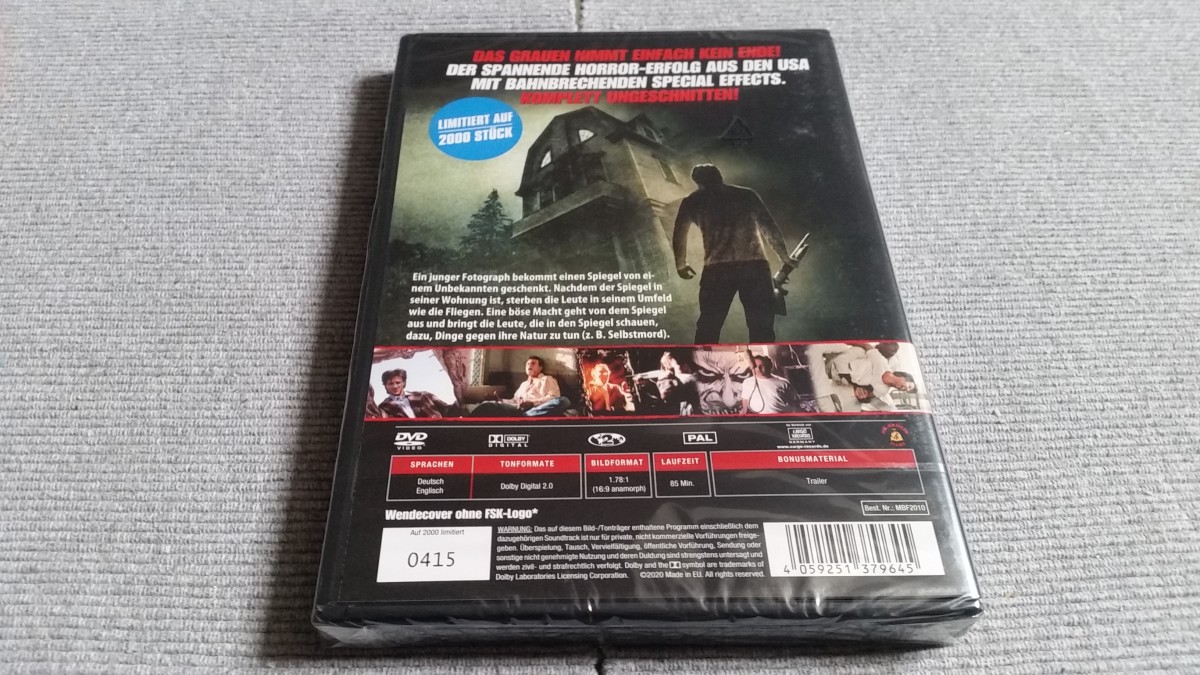 DAS GRAUEN NIMMT EINFACH KEIN ENDE!
DER SPANNENDE HORROR-ERFOLG AUS DEN USA
MIT BAHNBRECHENDEN SPECIAL EFFECTS.
KOMPLETT UNGESCHNITTEN!
LIMITIERT AUF
2000 STÜCK
Ein junger Fotograph bekommt einen Spiegel von ei-
nem Unbekannten geschenkt. Nachdem der Spiegel in
seiner Wohnung ist, sterben die Leute in seinem Umfeld
wie die Fliegen. Eine böse Macht geht von dem Spiegel
aus und bringt die Leute, die in den Spiegel schauen,
dazu, Dinge gegen ihre Natur zu tun (z. B. Selbstmord).
DVD
VIDEO
DOLBY
DIGITAL
PAL
GERMANY
www.cargo-records.de
SPRACHEN
Deutsch
Englisch
TONFORMATE
Dolby Digital 2.0
BILDFORMAT
1.78:1
(16:9 anamorph)
LAUFZEIT
85 Min.
BONUSMATERIAL
Trailer
Wendecover ohne FSK-Logo*
Best. Nr.: MBF2010
Auf 2000 limitiert
0415
WARNUNG: Das auf diesem Bild-/Tonträger enthaltene Programm einschließlich dem
dazugehörigen Soundtrack ist nur für private, nicht kommerzielle Vorführungen freige-
geben. Überspielung, Tausch, Vervielfältigung, öffentliche Vorführung, Sendung oder
sonstige nicht genehmigte Nutzung und deren Duldung sind strengstens untersagt und
werden zivil- und strafrechtlich verfolgt. Dolby and the symbol are trademarks of
Dolby Laboratories Licensing Corporation. ©2020 Made in EU. All rights reserved.
4 059251 379645